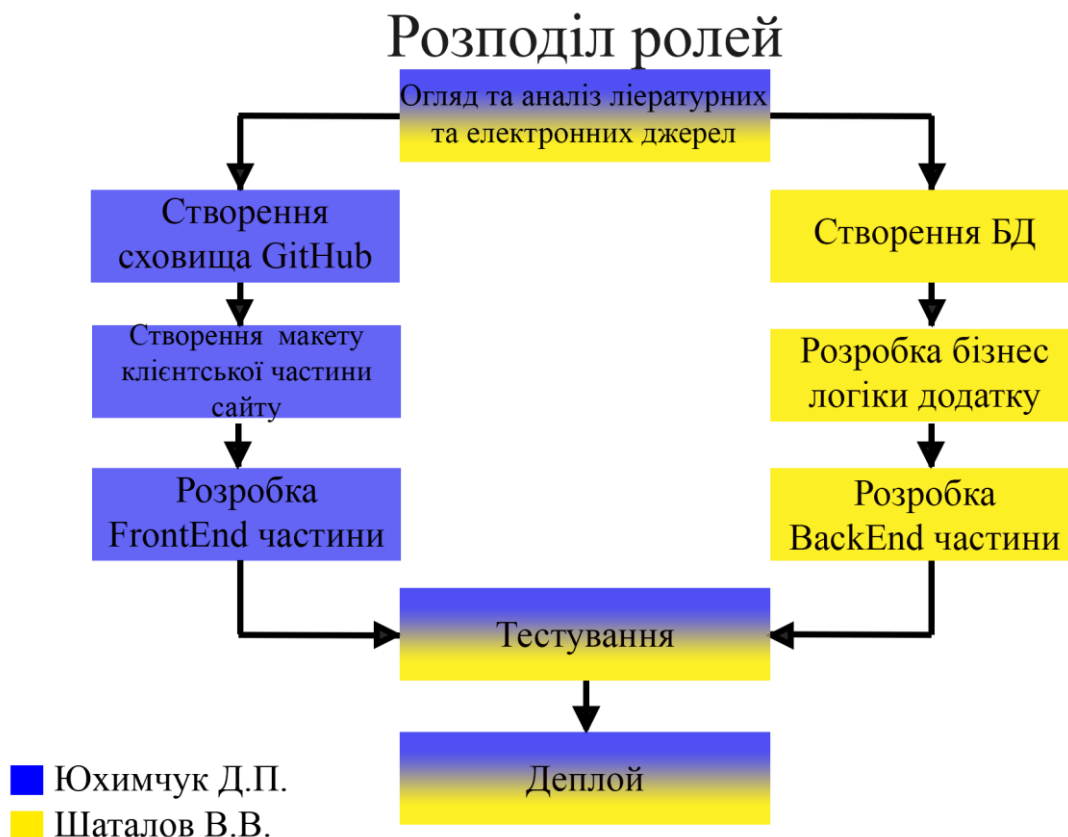 Розподіл ролей
Огляд та аналіз ліературних
та електронних джерел
Створення
сховища GitHub
Створення макету
клієнтської частини
сайту
Розробка
FrontEnd частини
Створення БД
Розробка бізнес
логіки додатку
Розробка
BackEnd частини
Тестування
Деплой
Юхимчук Д.П.
Шаталов В.В.